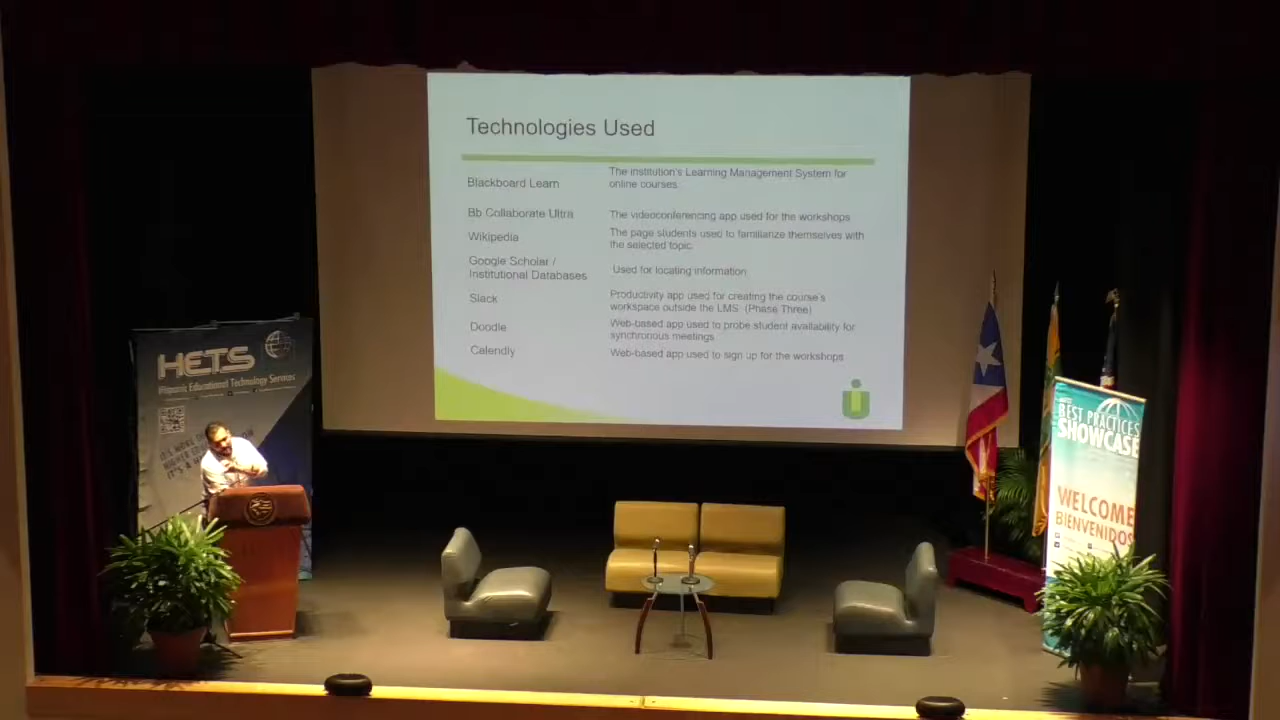 Technologies Used
Blackboard Learn
The institution's Learning Management System for
online courses.
Bb Collaborate Ultra
The videoconferencing app used for the workshops
Wikipedia
The page students used to familiarize themselves with
the selected topic.
Google Scholar /
Institutional Databases
Used for locating information
Slack
Productivity app used for creating the course's
workspace outside the LMS. (Phase Three)
Doodle
Web-based app used to probe student availability for
synchronous meetings
Calendly
Web-based app used to sign up for the workshops
HETS
Hispanic Educational Technology Services
BEST PRACTICES
SHOWCASE
WELCOME
BIENVENIDOS